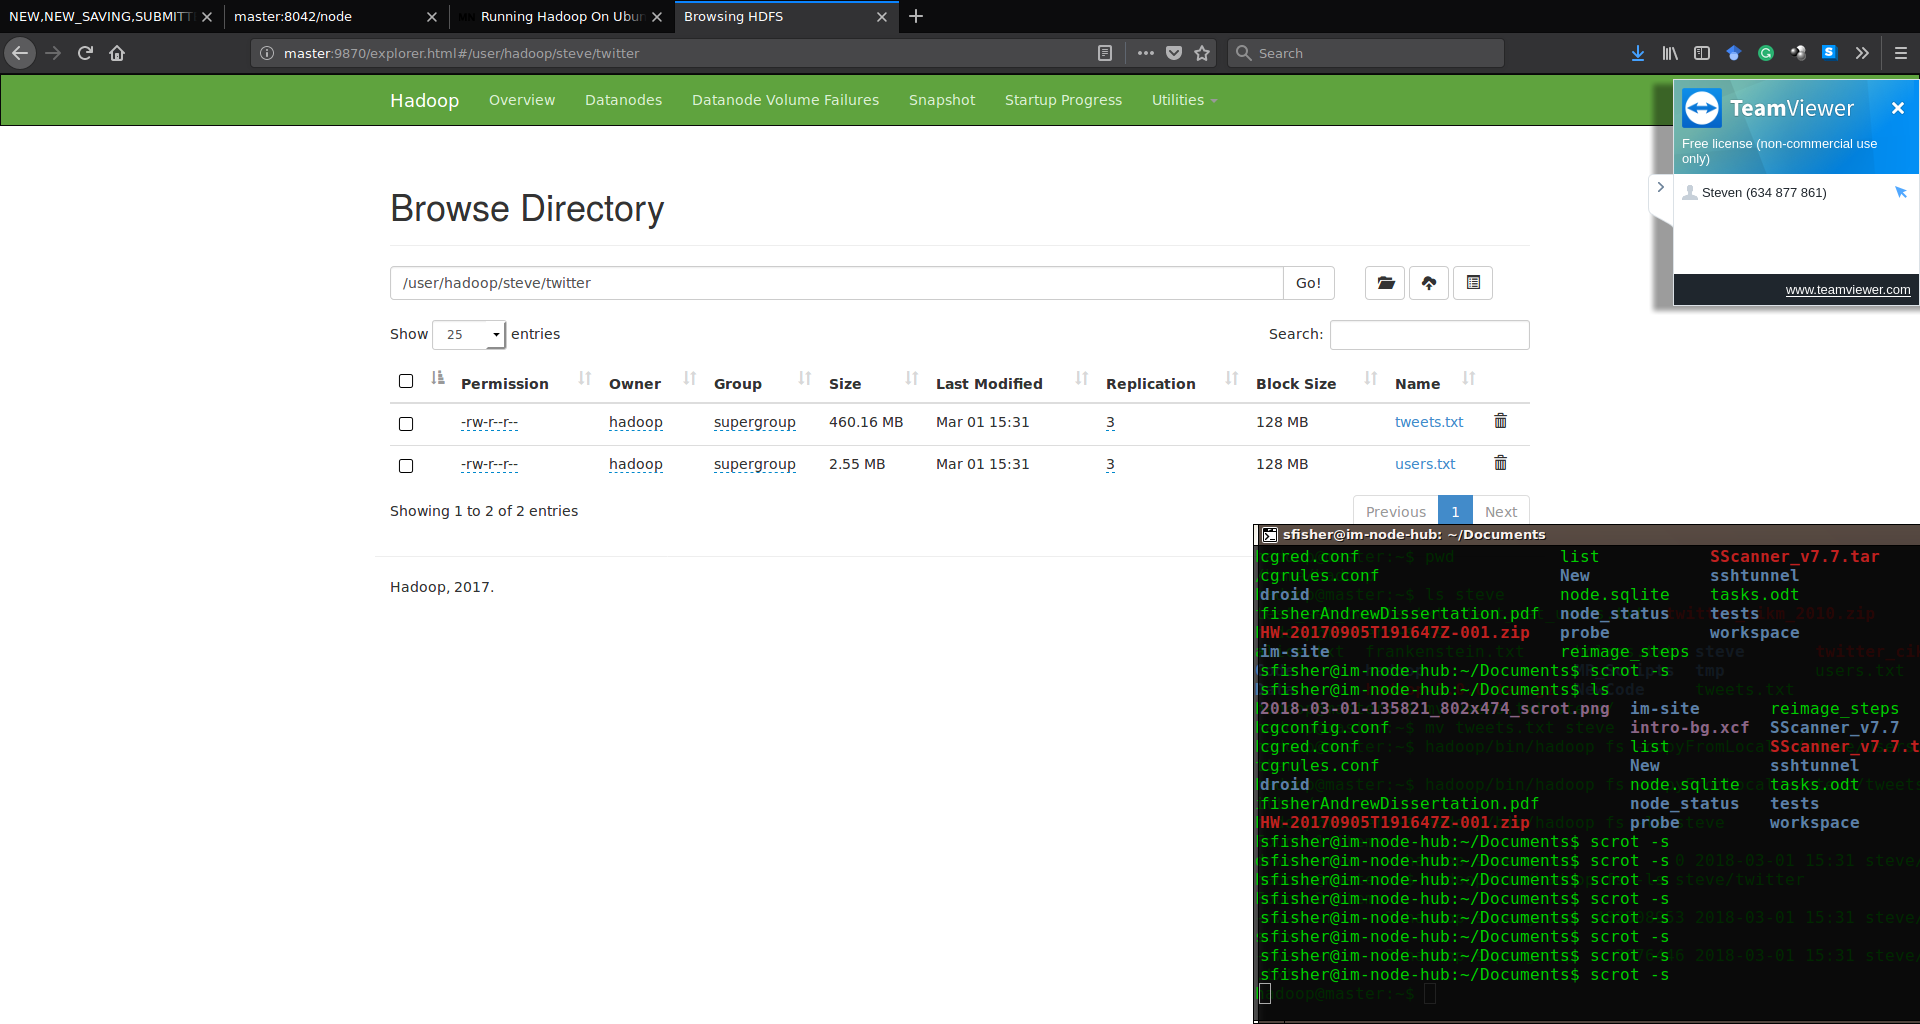 NEW,NEW_SAVING,SUBMITT
master:8042/node
Running Hadoop On Ubun
Browsing HDFS
master:9870/explorer.html#/user/hadoop/steve/twitter
Search
Hadoop Overview Datanodes Datanode Volume Failures Snapshot Startup Progress Utilities
TeamViewer
Free license (non-commercial use
only)
Steven (634 877 861)
www.teamviewer.com
Browse Directory
/user/hadoop/steve/twitter Go!
Show 25 entries Search:
Permission Owner Group Size Last Modified Replication Block Size Name
-rw-r--r-- hadoop supergroup 460.16 MB Mar 01 15:31 3 128 MB tweets.txt
-rw-r--r-- hadoop supergroup 2.55 MB Mar 01 15:31 3 128 MB users.txt
Showing 1 to 2 of 2 entries Previous 1 Next
Hadoop, 2017.
sfisher@im-node-hub: ~/Documents
cgred.conf list SScanner_v7.7.tar
cgrules.conf New sshtunnel
droid node.sqlite tasks.odt
fisherAndrewDissertation.pdf node_status tests
HW-20170905T191647Z-001.zip probe workspace
im-site reimage_steps
sfisher@im-node-hub:~/Documents$ scrot -s
sfisher@im-node-hub:~/Documents$ ls
2018-03-01-135821_802x474_scrot.png im-site reimage_steps
cgconfig.conf intro-bg.xcf SScanner_v7.7
cgred.conf list SScanner_v7.7.t
cgrules.conf New sshtunnel
droid node.sqlite tasks.odt
fisherAndrewDissertation.pdf node_status tests
HW-20170905T191647Z-001.zip probe workspace
sfisher@im-node-hub:~/Documents$ scrot -s
sfisher@im-node-hub:~/Documents$ scrot -s
sfisher@im-node-hub:~/Documents$ scrot -s
sfisher@im-node-hub:~/Documents$ scrot -s
sfisher@im-node-hub:~/Documents$ scrot -s
sfisher@im-node-hub:~/Documents$ scrot -s
sfisher@im-node-hub:~/Documents$ scrot -s
sfisher@im-node-hub:~/Documents$ scrot -s